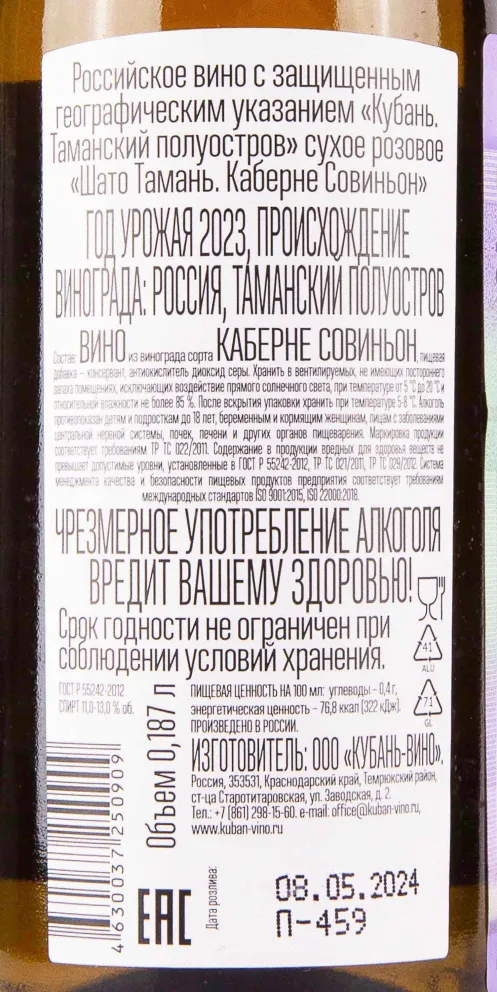 Российское вино с защищенным
географическим указанием «Кубань.
Таманский полуостров» сухое розовое
«Шато Тамань. Каберне Совиньон»
ГОД УРОЖАЯ 2023, ПРОИСХОЖДЕНИЕ
ВИНОГРАДА: РОССИЯ, ТАМАНСКИЙ ПОЛУОСТРОВ
Состав: ВИНО из винограда сорта КАБЕРНЕ СОВИНЬОН, пищевая
добавка – консервант, антиокислитель диоксид серы. Хранить в вентилируемых, не имеющих постороннего
запаха помещениях, исключающих воздействие прямого солнечного света, при температуре от 5 °С до 20 °С и
относительной влажности не более 85 %. После вскрытия упаковки хранить при температуре 5-8 °С. Алкоголь
противопоказан детям и подросткам до 18 лет, беременным и кормящим женщинам, лицам с заболеваниями
центральной нервной системы, почек, печени и других органов пищеварения. Маркировка продукции
соответствует требованиям ТР ТС 022/2011. Содержание в продукции вредных для здоровья веществ не
превышает допустимые уровни, установленные в ГОСТ Р 55242-2012, ТР ТС 021/2011, ТР ТС 029/2012. Система
менеджмента качества и безопасности пищевых продуктов предприятия соответствует требованиям
международных стандартов ISO 9001:2015, ISO 22000:2018.
ЧРЕЗМЕРНОЕ УПОТРЕБЛЕНИЕ АЛКОГОЛЯ
ВРЕДИТ ВАШЕМУ ЗДОРОВЬЮ!
Срок годности не ограничен при
соблюдении условий хранения.
41
ALU
71
GL
ГОСТ Р 55242-2012
СПИРТ 11,0-13,0 % об.
Объем 0,187 л
ПИЩЕВАЯ ЦЕННОСТЬ НА 100 мл: углеводы - 0,4 г,
энергетическая ценность - 76,8 ккал (322 кДж).
ПРОИЗВЕДЕНО В РОССИИ.
ИЗГОТОВИТЕЛЬ: ООО «КУБАНЬ-ВИНО».
Россия, 353531, Краснодарский край, Темрюкский район,
ст-ца Старотитаровская, ул. Заводская, д. 2.
Тел.: +7 (861) 298-15-60. e-mail: office@kuban-vino.ru,
www.kuban-vino.ru
4630037250909
ЕАС
Дата розлива:
08.05.2024
П-459